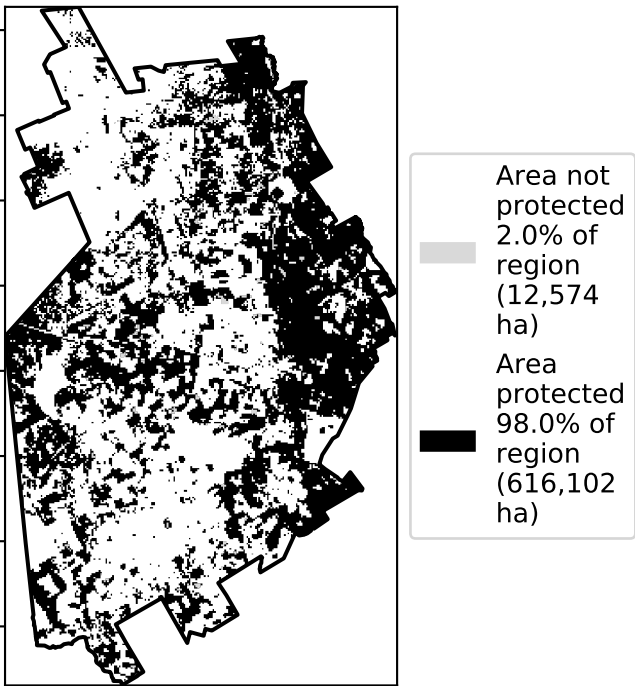 Area not
protected
2.0% of
region
(12,574
ha)
Area
protected
98.0% of
region
(616,102
ha)